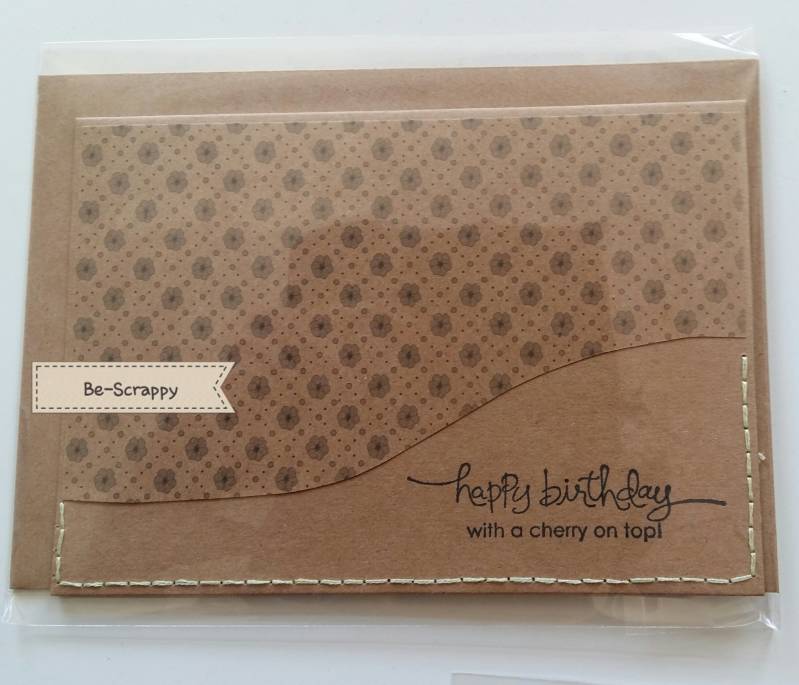 Be-Scrappy
happy birthday
with a cherry on top!